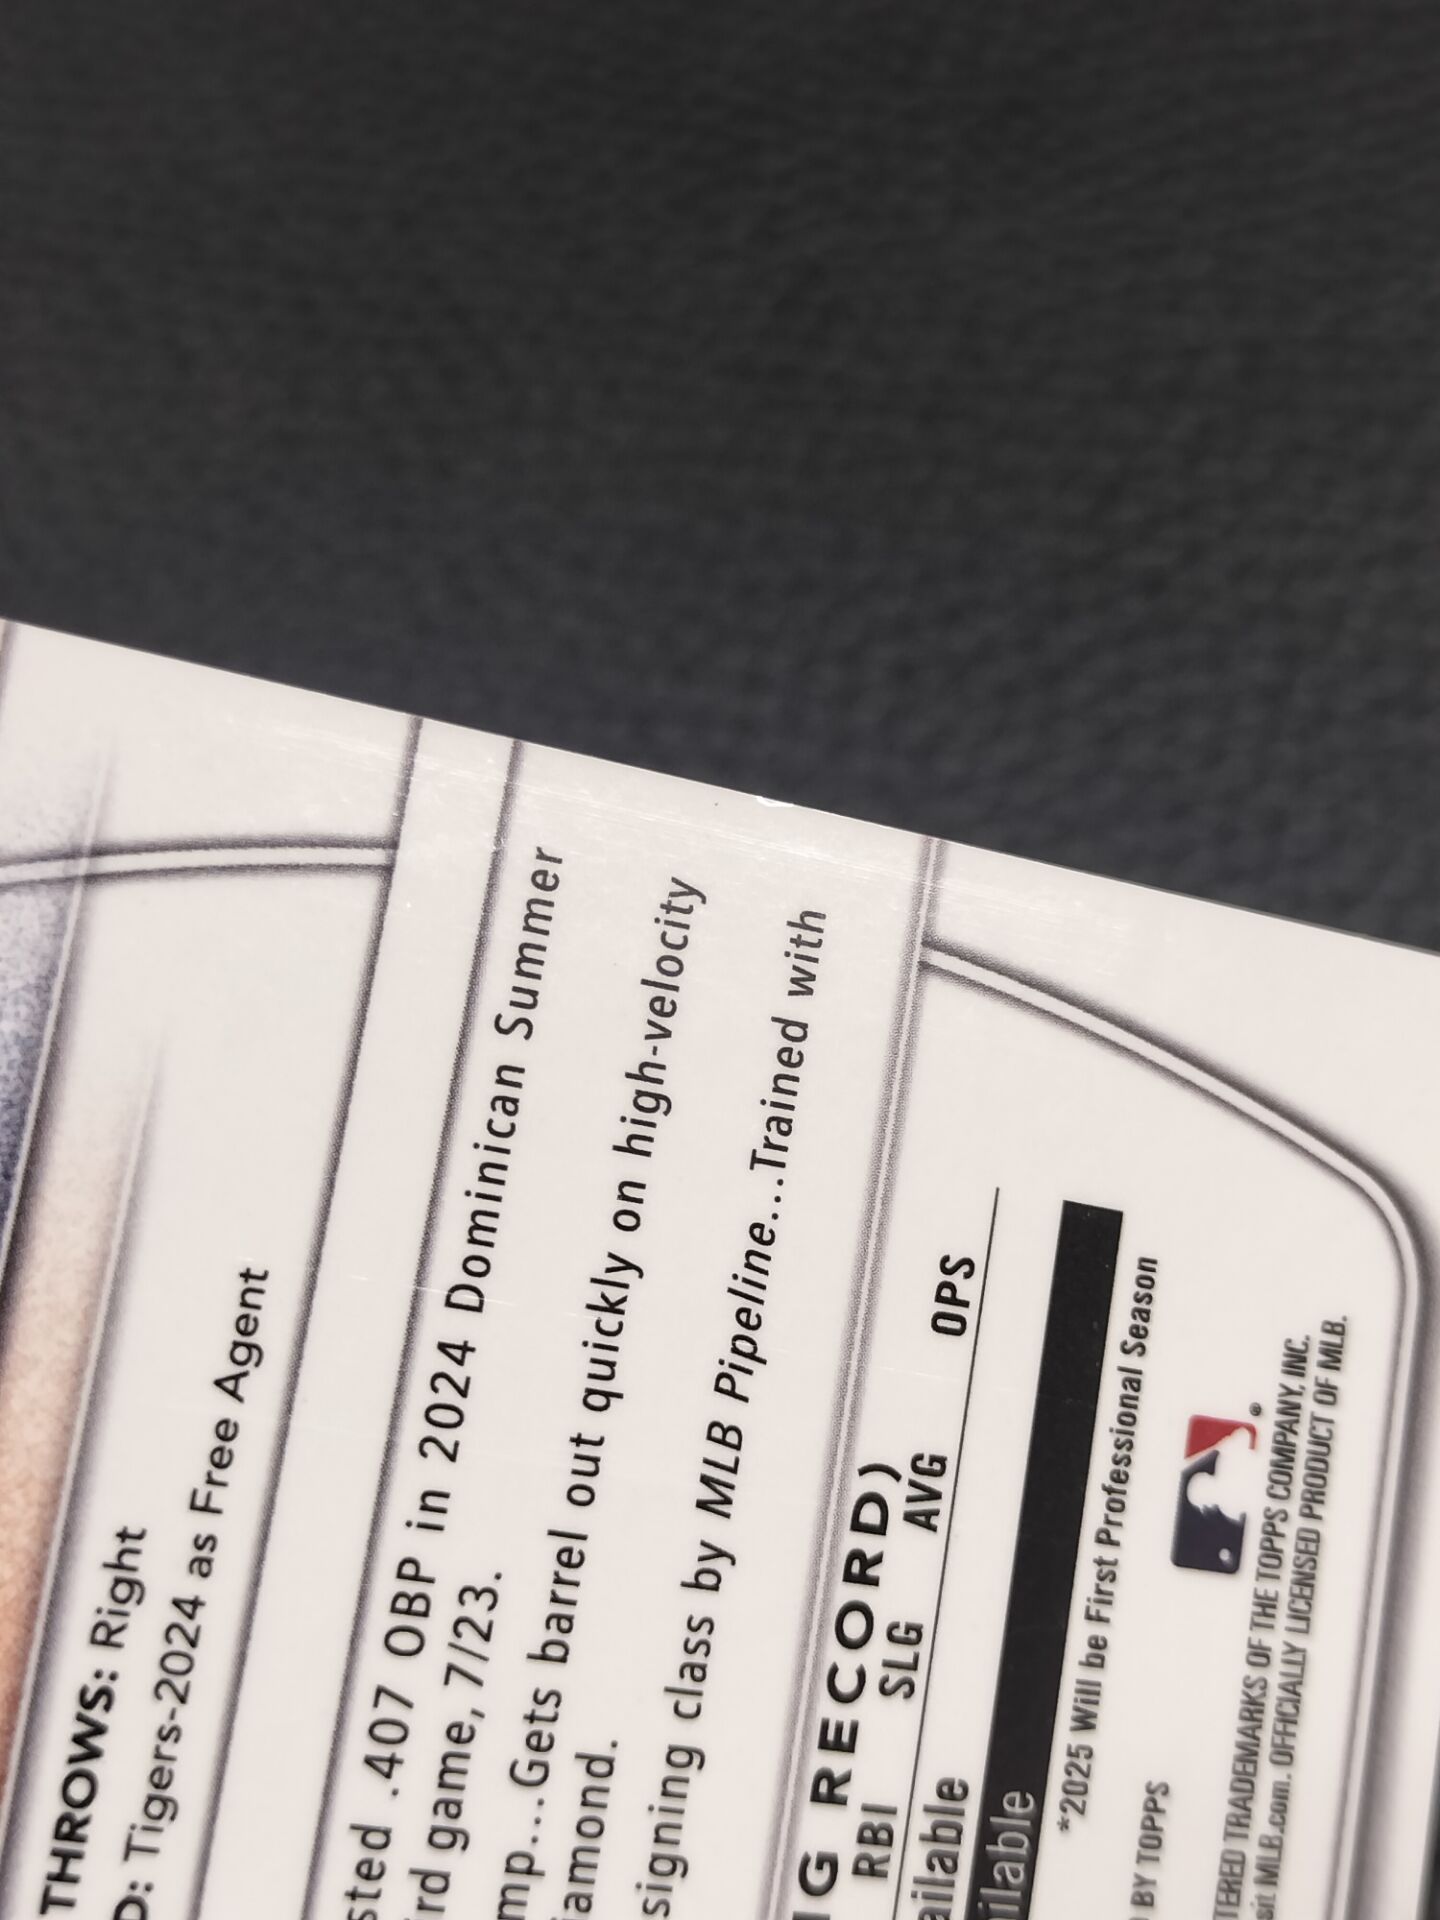 THROWS: Right
D: Tigers-2024 as Free Agent
sted .407 OBP in 2024 Dominican Summer
rd game, 7/23.
mp...Gets barrel out quickly on high-velocity
iamond.
signing class by MLB Pipeline...Trained with
G RECORD)
RBI SLG AVG OPS
ailable
ilable
*2025 Will be First Professional Season
BY TOPPS
®
TERED TRADEMARKS OF THE TOPPS COMPANY, INC.
sit MLB.com. OFFICIALLY LICENSED PRODUCT OF MLB.